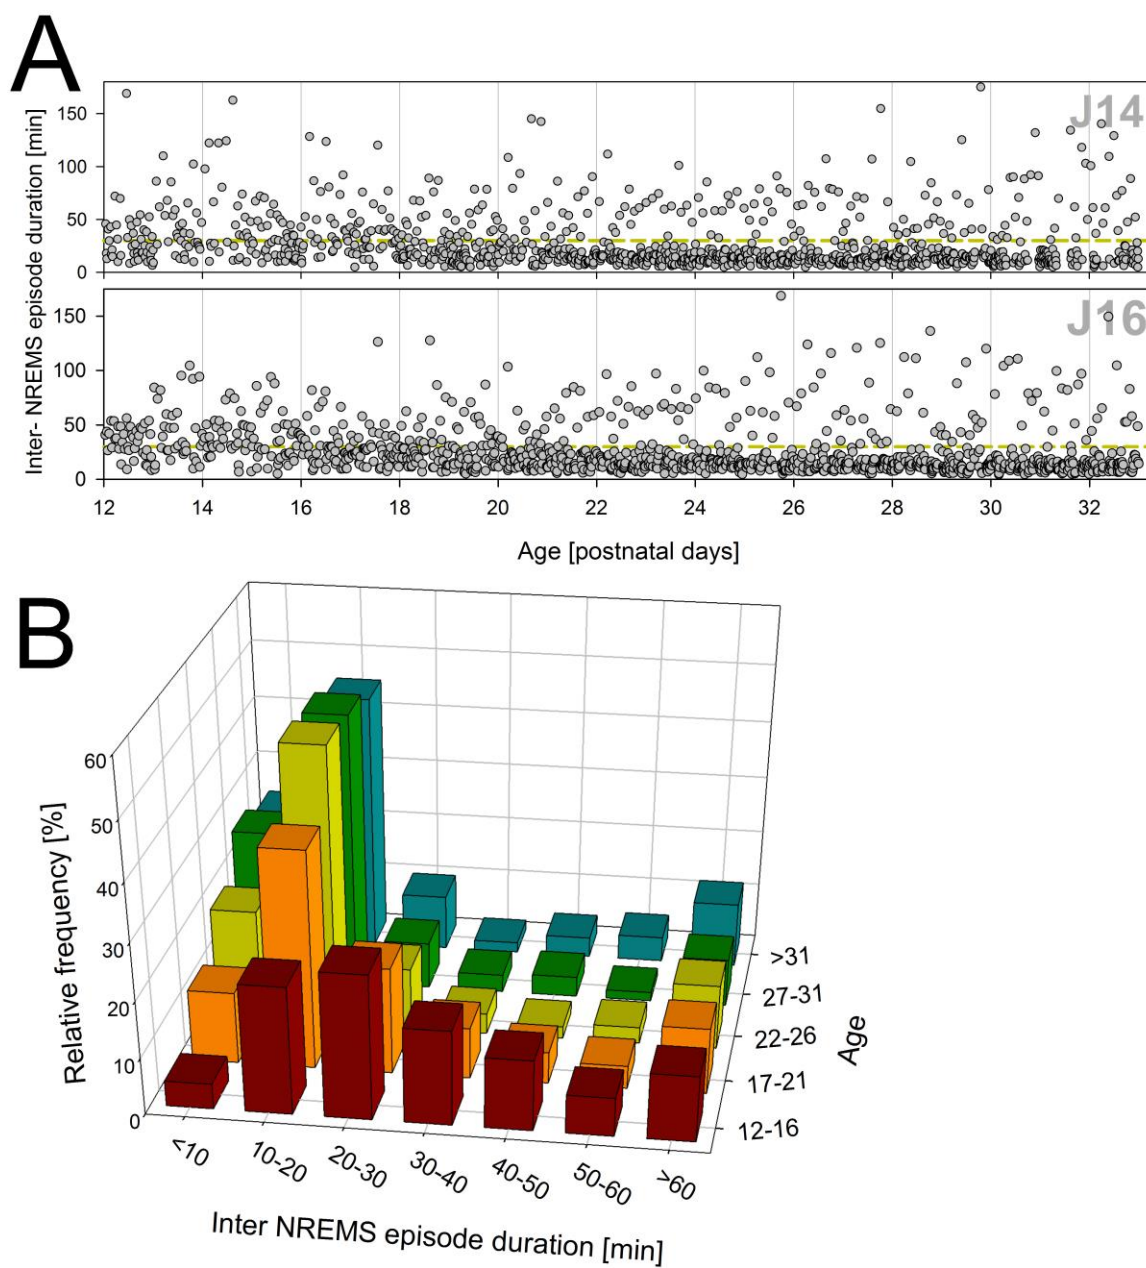 A
Inter- NREMS episode duration [min]
J14
150
100
50
0
J16
150
100
50
0
12 14 16 18 20 22 24 26 28 30 32
Age [postnatal days]
B
Relative frequency [%]
60
50
40
30
20
10
0
<10 10-20 20-30 30-40 40-50 50-60 >60
Inter NREMS episode duration [min]
>31
27-31
22-26
17-21
12-16
Age